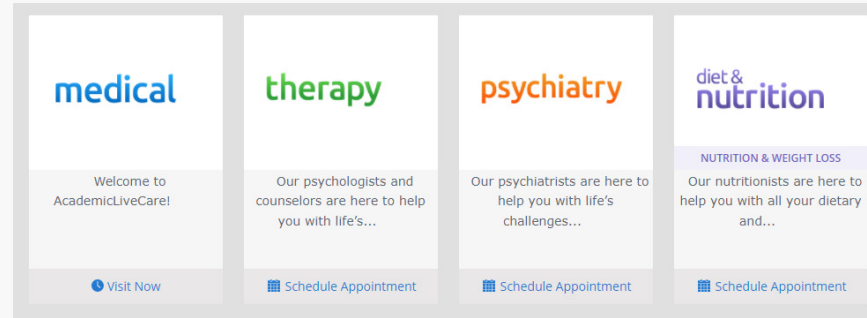 medical
Welcome to
AcademicLiveCare!
Visit Now
therapy
Our psychologists and
counselors are here to help
you with life's...
Schedule Appointment
psychiatry
Our psychiatrists are here to
help you with life's
challenges...
Schedule Appointment
diet &
nutrition
NUTRITION & WEIGHT LOSS
Our nutritionists are here to
help you with all your dietary
and...
Schedule Appointment